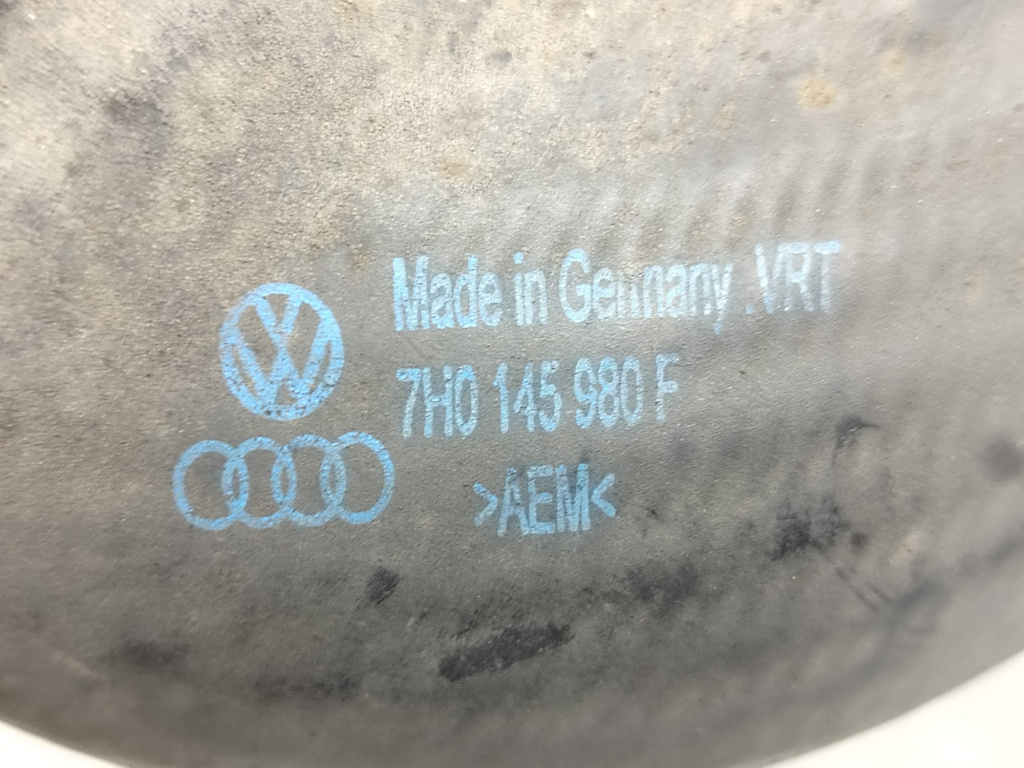 Made in Germany .VRT
7H0 145 980 F
>AEM<